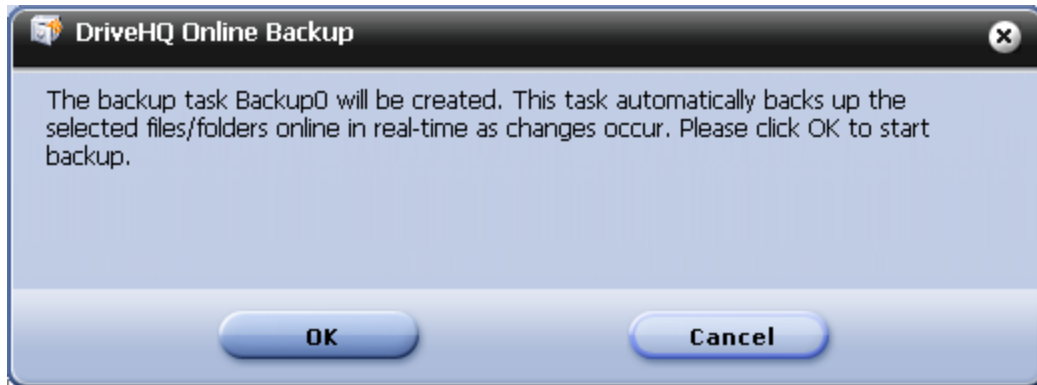 DriveHQ Online Backup
The backup task Backup0 will be created. This task automatically backs up the
selected files/folders online in real-time as changes occur. Please click OK to start
backup.
OK
Cancel